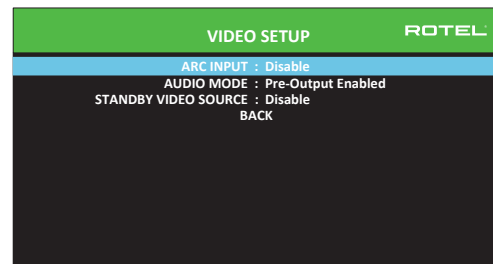 VIDEO SETUP
ROTEL
ARC INPUT : Disable
AUDIO MODE : Pre-Output Enabled
STANDBY VIDEO SOURCE : Disable
BACK